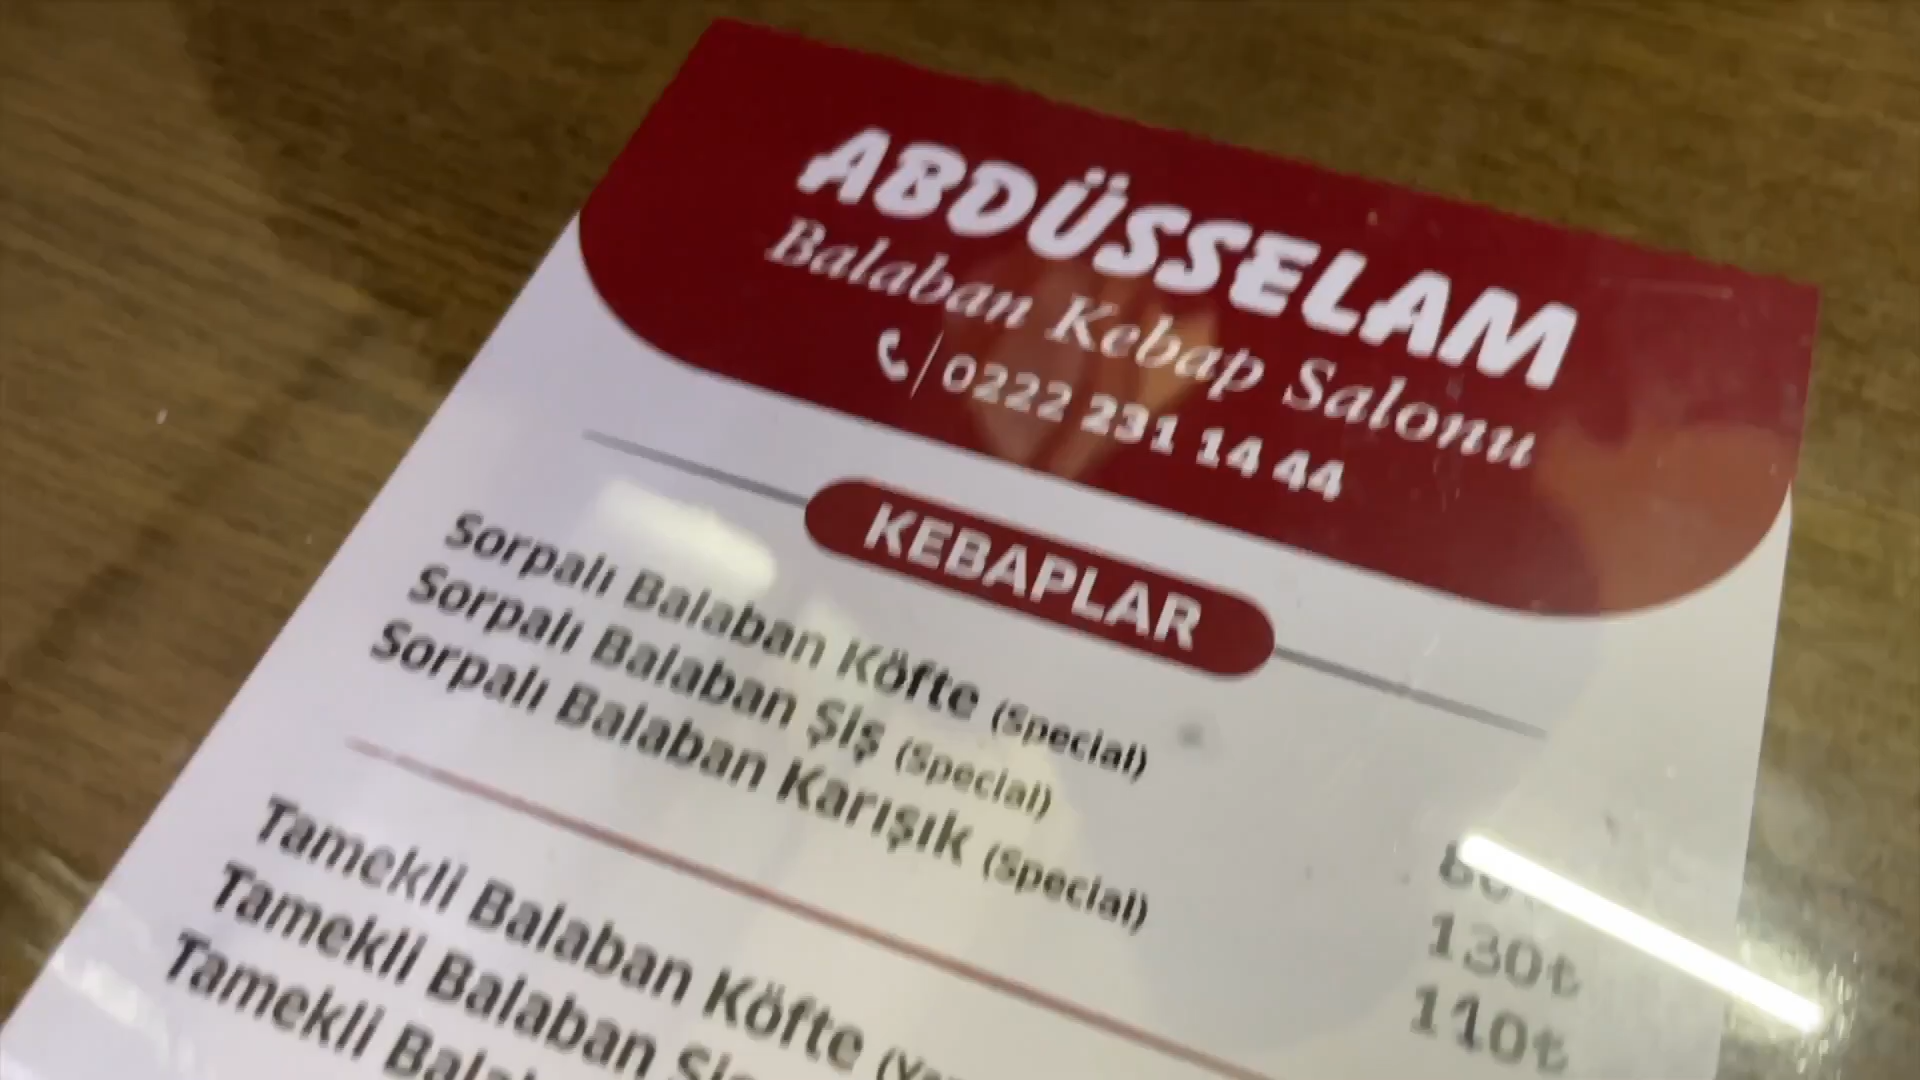 ABDÜSSELAM
Balaban Kebap Salonu
0222 231 14 44
KEBAPLAR
Sorpalı Balaban Köfte (Special)
Sorpalı Balaban Şiş (Special) 130₺
Sorpalı Balaban Karışık (Special) 110₺
Tamekli Balaban Köfte
Tamekli Balaban
Tamekli